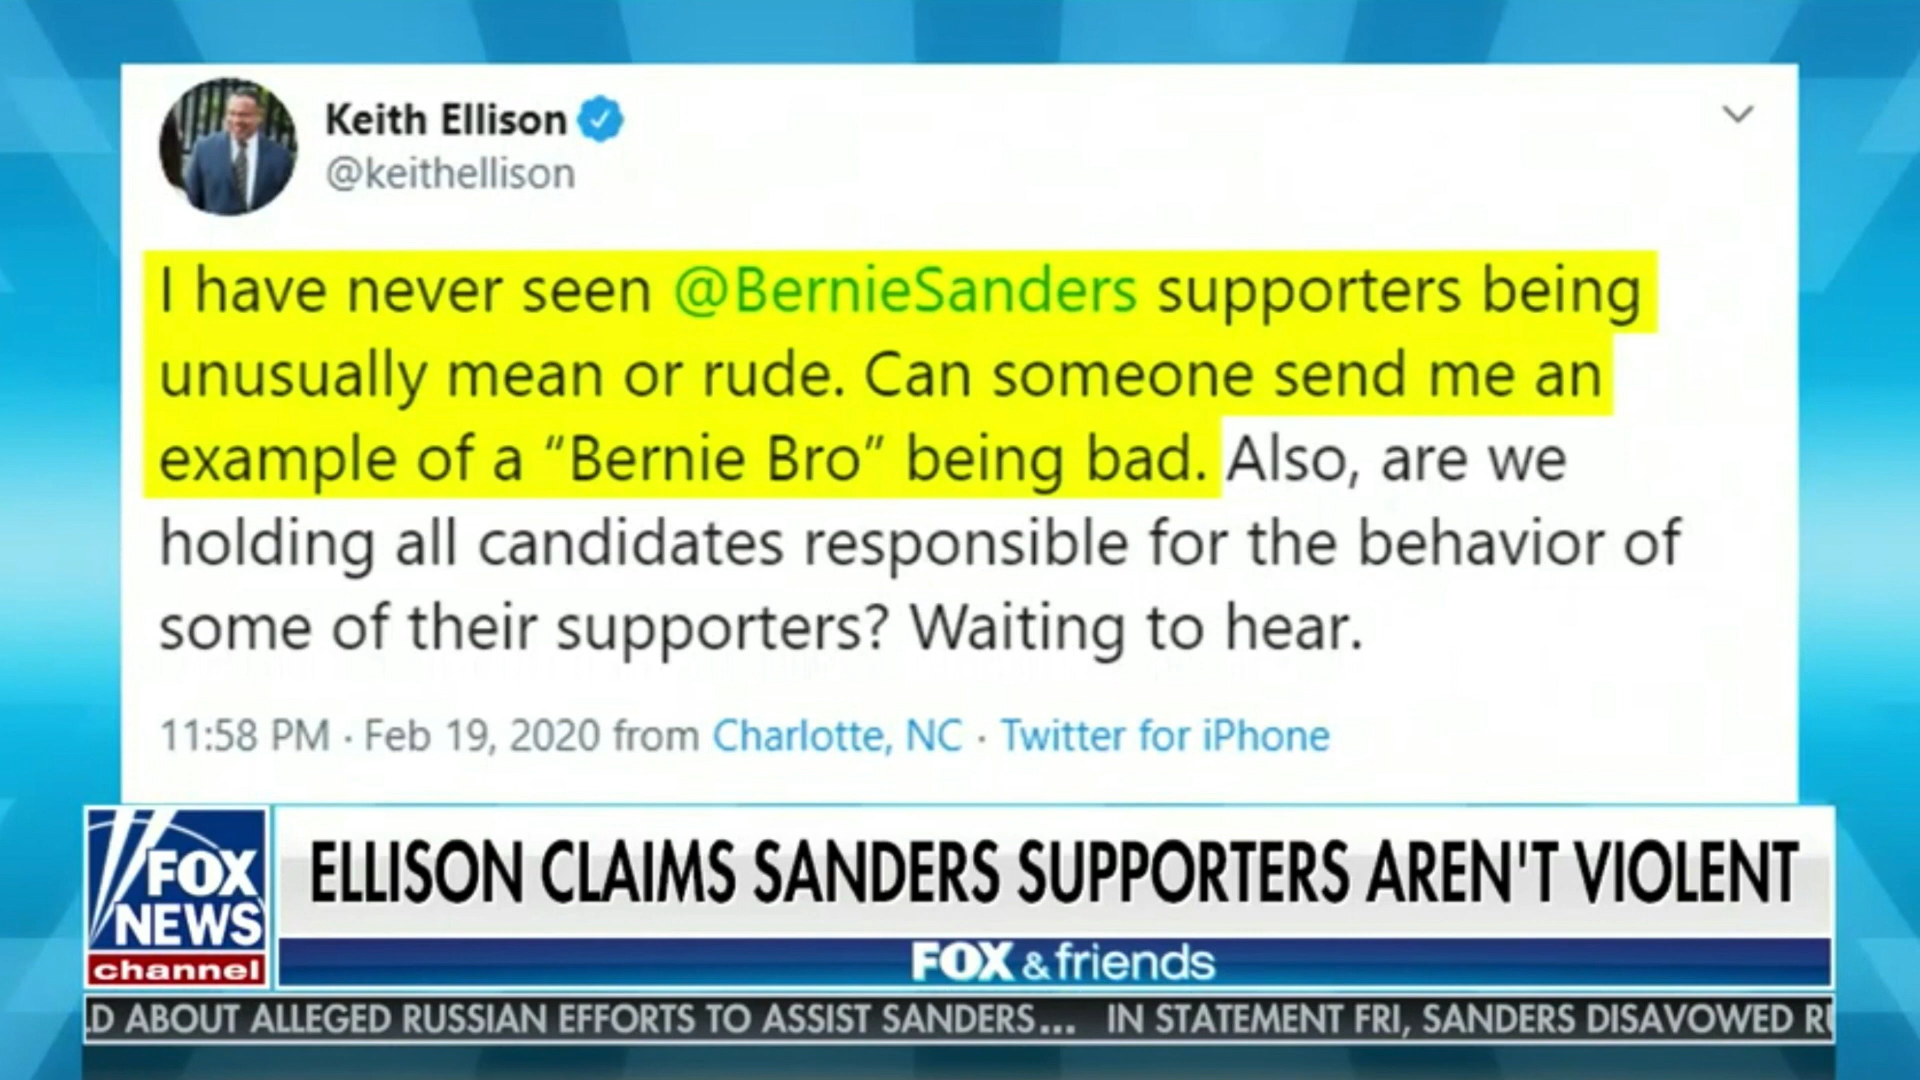 Keith Ellison
@keithellison
I have never seen @BernieSanders supporters being
unusually mean or rude. Can someone send me an
example of a “Bernie Bro” being bad. Also, are we
holding all candidates responsible for the behavior of
some of their supporters? Waiting to hear.
11:58 PM · Feb 19, 2020 from Charlotte, NC · Twitter for iPhone
FOX
NEWS
channel
ELLISON CLAIMS SANDERS SUPPORTERS AREN'T VIOLENT
FOX & friends
ABOUT ALLEGED RUSSIAN EFFORTS TO ASSIST SANDERS... IN STATEMENT FRI, SANDERS DISAVOWED